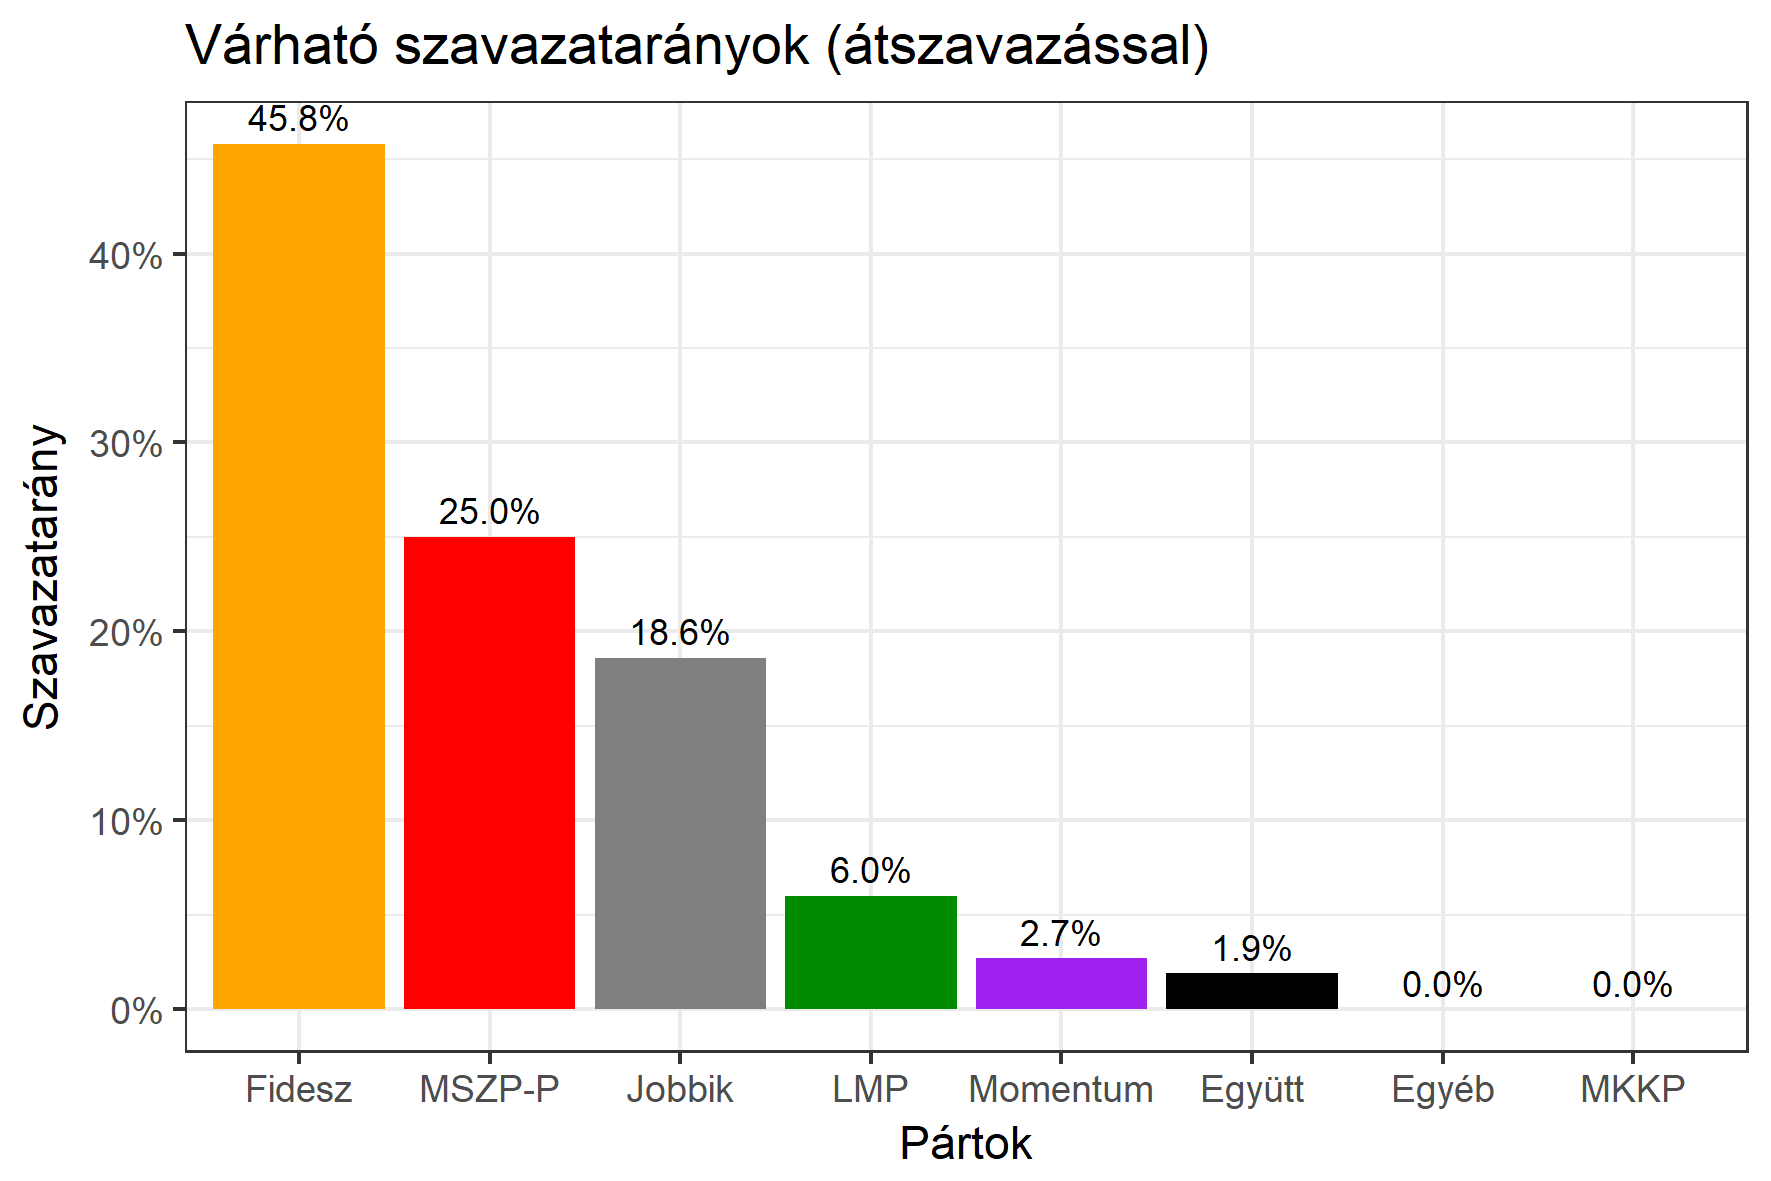 Várható szavazatarányok (átszavazással)
45.8%
25.0%
18.6%
6.0%
2.7%
1.9%
0.0%
0.0%
40%
30%
20%
10%
0%
Szavazatarány
Fidesz
MSZP-P
Jobbik
LMP
Momentum
Együtt
Egyéb
MKKP
Pártok